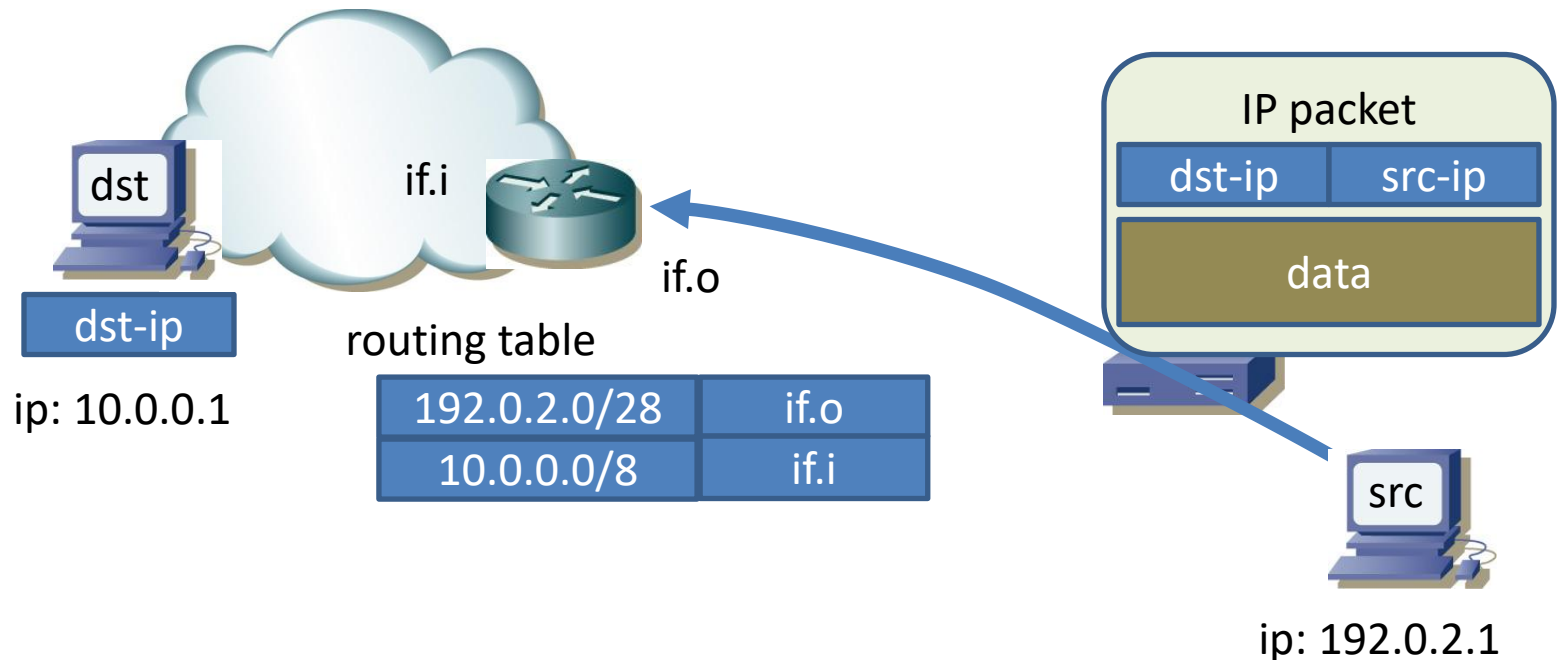 IP packet
dst-ip src-ip
data
dst
if.i
if.o
dst-ip
ip: 10.0.0.1
routing table
192.0.2.0/28 if.o
10.0.0.0/8 if.i
src
ip: 192.0.2.1